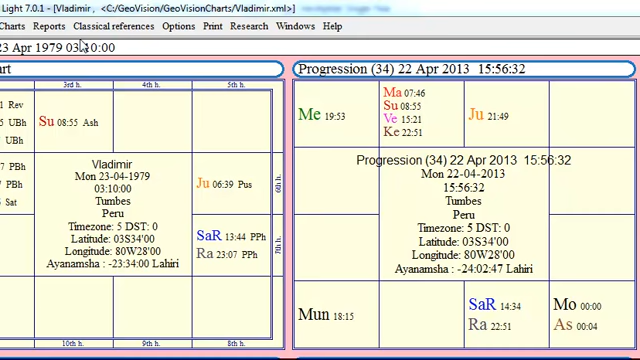 Light 7.0.1 - [Vladimir , <C:/GeoVision/GeoVisionCharts/Vladimir.xml>]
Charts Reports Classical references Options Print Research Windows Help
23 Apr 1979 03:10:00
art
3rd. h. 4th. h. 5th. h.
1 Rev
5 UBh
UBh
Su 08:55 Ash
7 PBh
7 PBh
6 Sat
Vladimir
Mon 23-04-1979
03:10:00
Tumbes
Peru
Timezone: 5 DST: 0
Latitude: 03S34'00
Longitude: 80W28'00
Ayanamsha: -23:34:00 Lahiri
Ju 06:39 Pus
6th h.
SaR 13:44 PPh
Ra 23:07 PPh
7th h.
10th h. 9th h. 8th h.
Progression (34) 22 Apr 2013 15:56:32
Me 19:53
Ma 07:46
Su 08:55
Ve 15:21
Ke 22:51
Ju 21:49
Progression (34) 22 Apr 2013 15:56:32
Mon 22-04-2013
15:56:32
Tumbes
Peru
Timezone: 5 DST: 0
Latitude: 03S34'00
Longitude: 80W28'00
Ayanamsha : -24:02:47 Lahiri
Mun 18:15
SaR 14:34
Ra 22:51
Mo 00:00
As 00:04